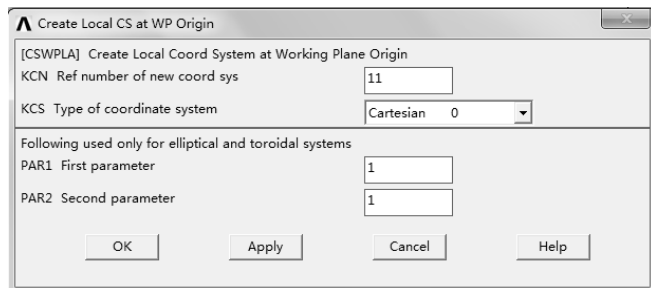 Create Local CS at WP Origin
[CSWPLA] Create Local Coord System at Working Plane Origin
KCN Ref number of new coord sys 11
KCS Type of coordinate system Cartesian 0
Following used only for elliptical and toroidal systems
PAR1 First parameter 1
PAR2 Second parameter 1
OK Apply Cancel Help